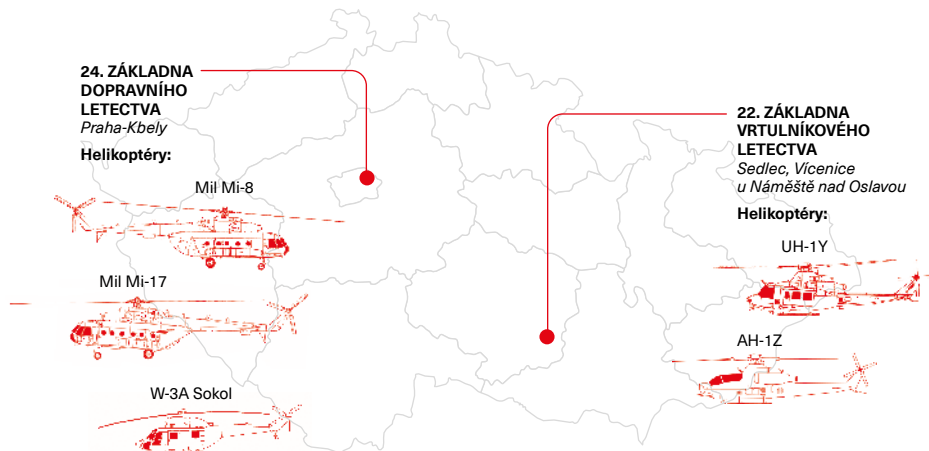 24. ZÁKLADNA
DOPRAVNÍHO
LETECTVA
Praha-Kbely
Helikoptéry:
Mil Mi-8
Mil Mi-17
W-3A Sokol
22. ZÁKLADNA
VRTULNÍKOVÉHO
LETECTVA
Sedlec, Vícenice
u Náměště nad Oslavou
Helikoptéry:
UH-1Y
AH-1Z